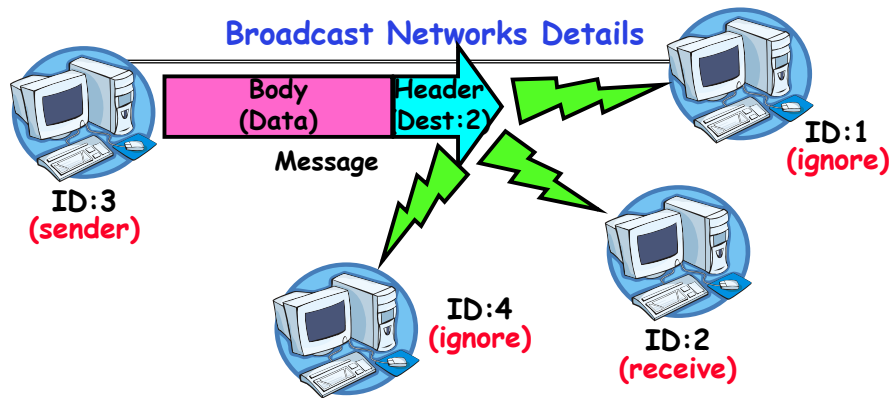 Broadcast Networks Details
Body
(Data)
Header
(Dest:2)
Message
ID:3
(sender)
ID:1
(ignore)
ID:4
(ignore)
ID:2
(receive)